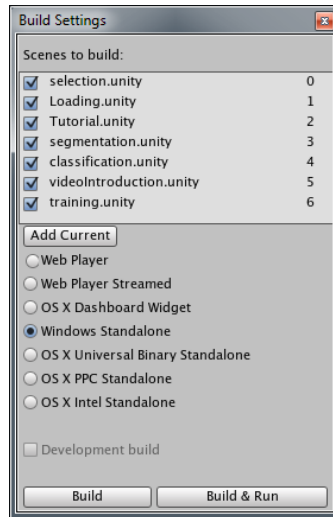 Build Settings
Scenes to build:
selection.unity 0
Loading.unity 1
Tutorial.unity 2
segmentation.unity 3
classification.unity 4
videoIntroduction.unity 5
training.unity 6
Add Current
Web Player
Web Player Streamed
OS X Dashboard Widget
Windows Standalone
OS X Universal Binary Standalone
OS X PPC Standalone
OS X Intel Standalone
Development build
Build Build & Run